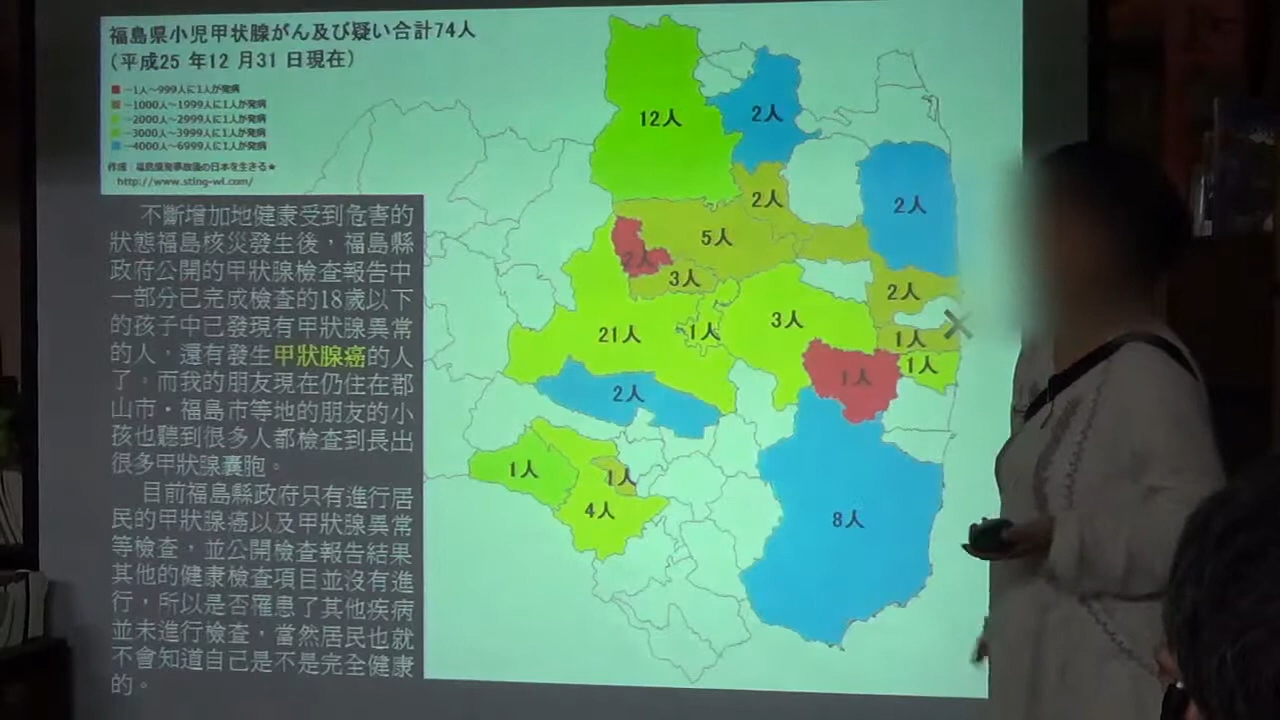 福島県小児甲状腺がん及び疑い合計74人
（平成25 年12 月31 日現在）
－1人～999人に1人が発病
－1000人～1999人に1人が発病
－2000人～2999人に1人が発病
－3000人～3999人に1人が発病
－4000人～6999人に1人が発病
作成：福島原発事故後の日本を生きる★
http://www.sting-wl.com/
不斷增加地健康受到危害的
狀態福島核災發生後，福島縣
政府公開的甲狀腺檢查報告中
一部分已完成檢查的18歲以下
的孩子中已發現有甲狀腺異常
的人，還有發生甲狀腺癌的人
了。而我的朋友現在仍住在郡
山市・福島市等地的朋友的小
孩也聽到很多人都檢查到長出
很多甲狀腺囊胞。
目前福島縣政府只有進行居
民的甲狀腺癌以及甲狀腺異常
等檢查，並公開檢查報告結果
其他的健康檢查項目並沒有進
行，所以是否罹患了其他疾病
並未進行檢查，當然居民也就
不會知道自己是不是完全健康
的。
12人
2人
2人
2人
5人
2人
3人
2人
3人
21人
1人
1人
1人
1人
2人
1人
1人
4人
8人